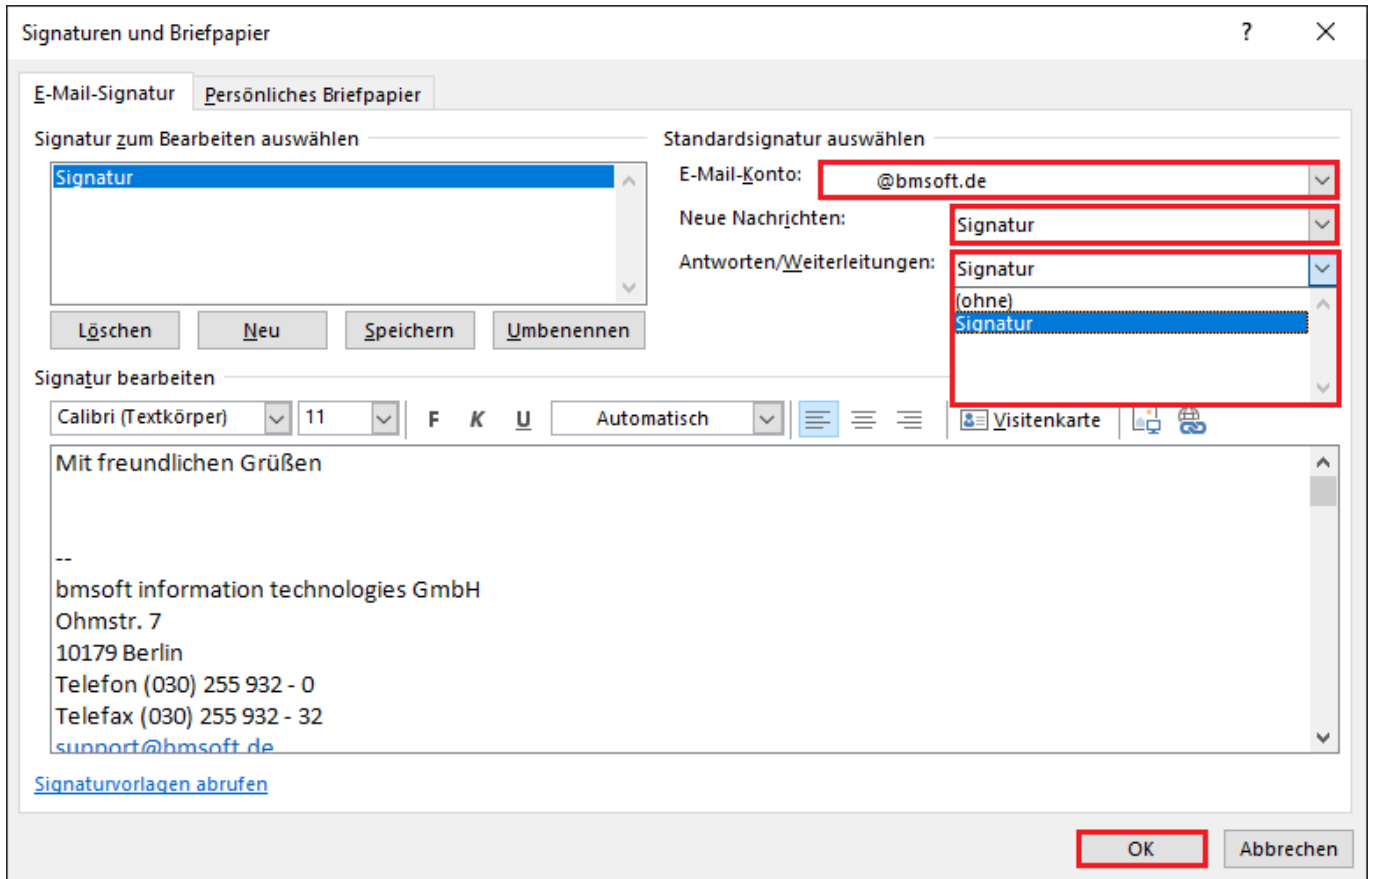 Signaturen und Briefpapier ?
E-Mail-Signatur Persönliches Briefpapier
Signatur zum Bearbeiten auswählen
Signatur
Löschen Neu Speichern Umbenennen
Standardsignatur auswählen
E-Mail-Konto: @bmsoft.de
Neue Nachrichten: Signatur
Antworten/Weiterleitungen: Signatur
(ohne)
Signatur
Signatur bearbeiten
Calibri (Textkörper) 11 F K U Automatisch Visitenkarte
Mit freundlichen Grüßen
--
bmsoft information technologies GmbH
Ohmstr. 7
10179 Berlin
Telefon (030) 255 932 - 0
Telefax (030) 255 932 - 32
support@bmsoft.de
Signaturvorlagen abrufen
OK Abbrechen